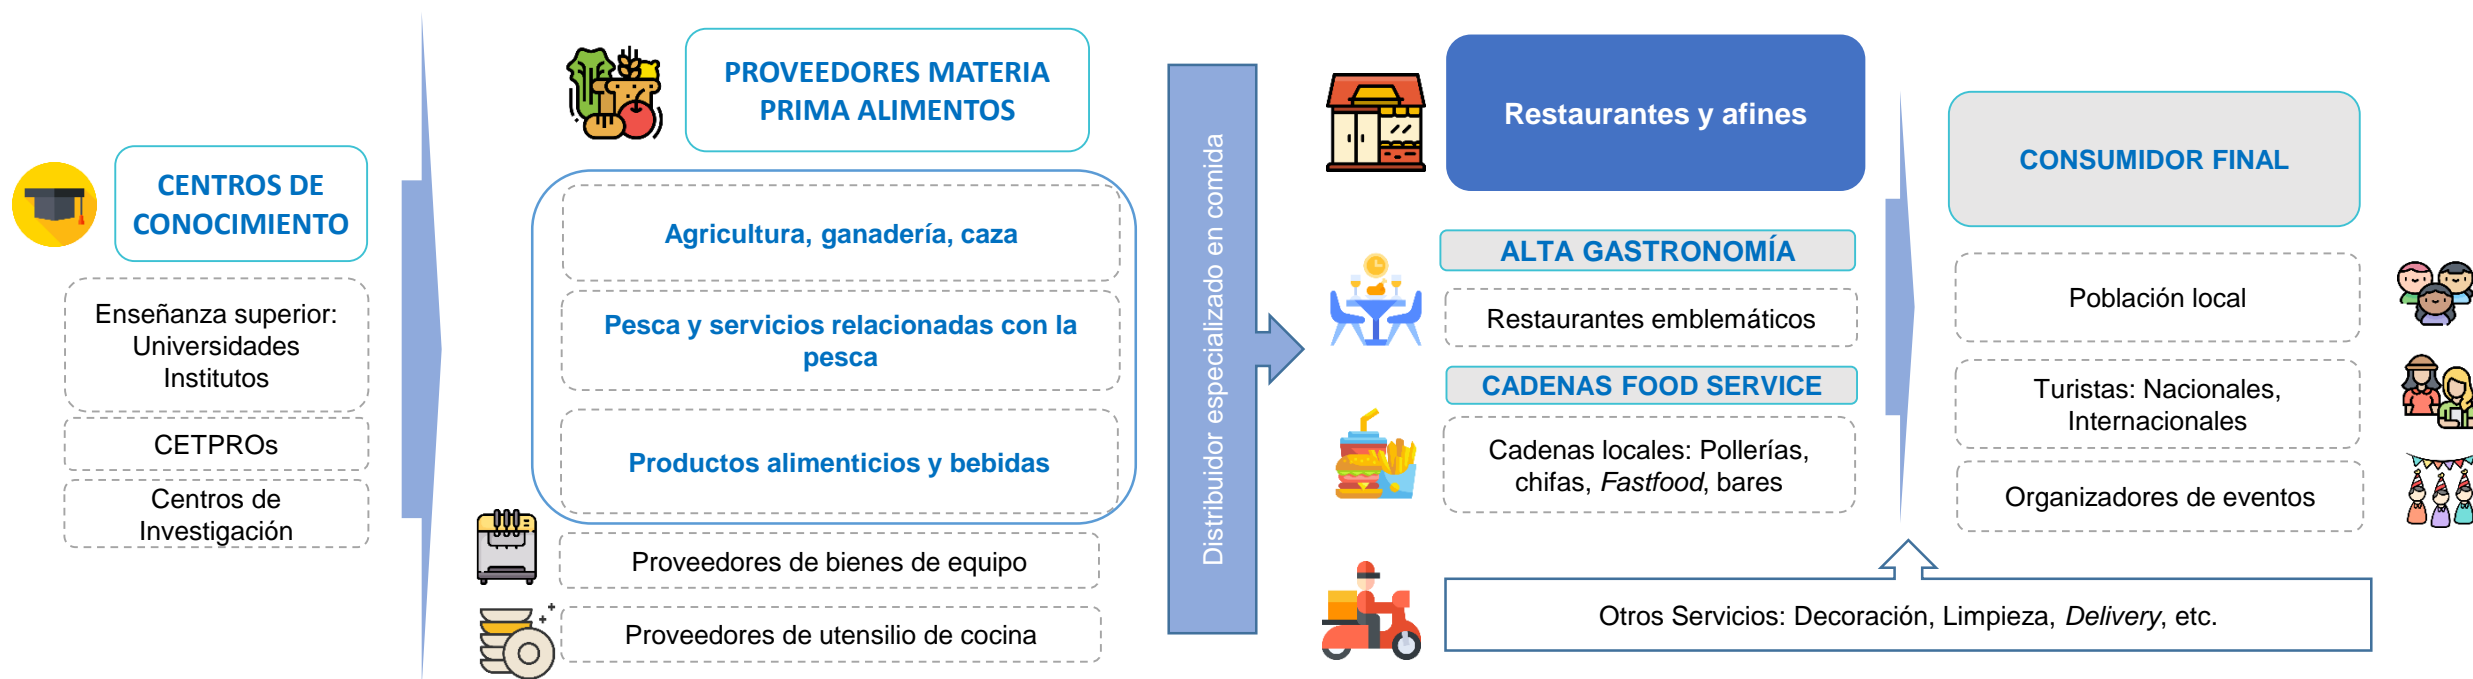 CENTROS DE
CONOCIMIENTO
Enseñanza superior:
Universidades
Institutos
CETPROs
Centros de
Investigación
PROVEEDORES MATERIA
PRIMA ALIMENTOS
Agricultura, ganadería, caza
Pesca y servicios relacionadas con la
pesca
Productos alimenticios y bebidas
Proveedores de bienes de equipo
Proveedores de utensilio de cocina
Distribuidor especializado en comida
Restaurantes y afines
ALTA GASTRONOMÍA
Restaurantes emblemáticos
CADENAS FOOD SERVICE
Cadenas locales: Pollerías,
chifas, Fastfood, bares
CONSUMIDOR FINAL
Población local
Turistas: Nacionales,
Internacionales
Organizadores de eventos
Otros Servicios: Decoración, Limpieza, Delivery, etc.